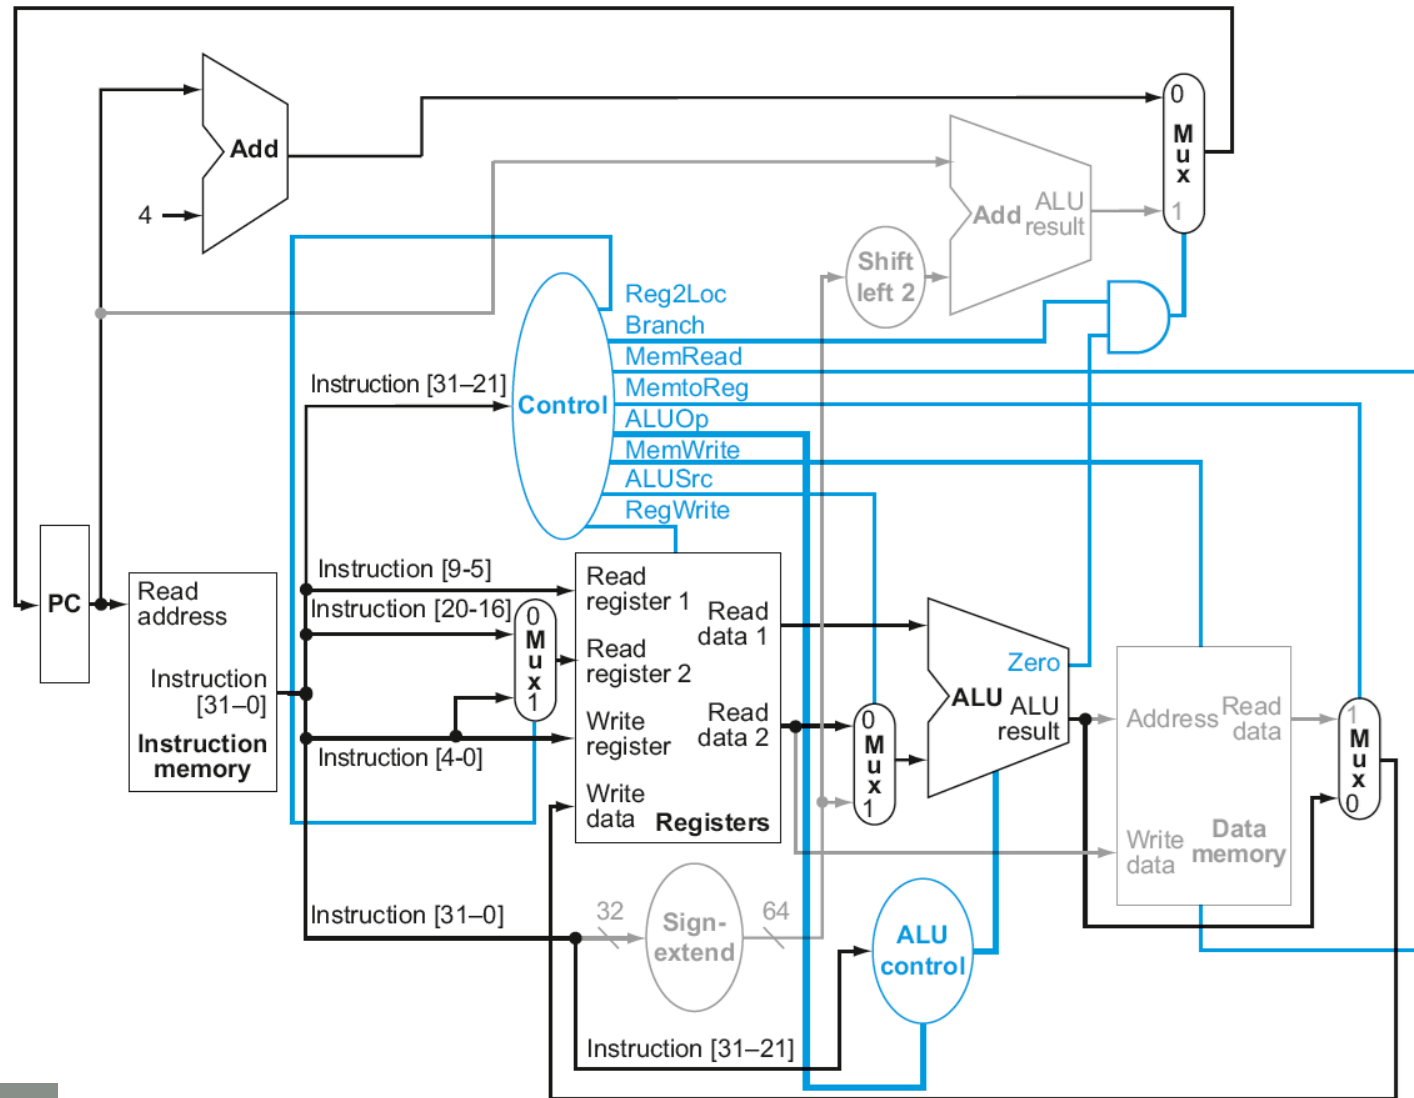 0
M
u
x
1
Add
4
Add
ALU
result
Shift
left 2
Reg2Loc
Branch
MemRead
MemtoReg
ALUOp
MemWrite
ALUSrc
RegWrite
Control
Instruction [31–21]
PC
Read
address
Instruction
[31–0]
Instruction
memory
Instruction [9-5]
Instruction [20-16]
Instruction [4-0]
0
M
u
x
1
Read
register 1
Read
register 2
Write
register
Write
data
Read
data 1
Read
data 2
Registers
0
M
u
x
1
Zero
ALU
ALU
result
Address
Read
data
Write
data
Data
memory
1
M
u
x
0
Instruction [31–0]
32
Sign-
extend
64
ALU
control
Instruction [31–21]